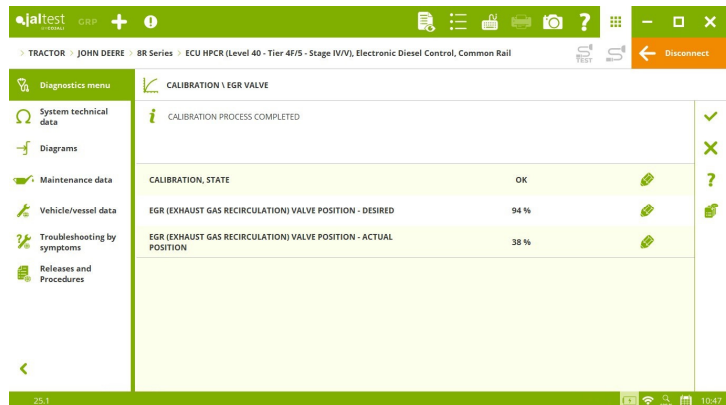 jaltest GRP
BY COJALI
> TRACTOR > JOHN DEERE > 8R Series > ECU HPCR (Level 40 - Tier 4F/5 - Stage IV/V), Electronic Diesel Control, Common Rail
TEST
Disconnect
Diagnostics menu
System technical
data
Diagrams
Maintenance data
Vehicle/vessel data
Troubleshooting by
symptoms
Releases and
Procedures
CALIBRATION \ EGR VALVE
CALIBRATION PROCESS COMPLETED
CALIBRATION, STATE OK
EGR (EXHAUST GAS RECIRCULATION) VALVE POSITION - DESIRED 94 %
EGR (EXHAUST GAS RECIRCULATION) VALVE POSITION - ACTUAL
POSITION 38 %
25.1 10:47